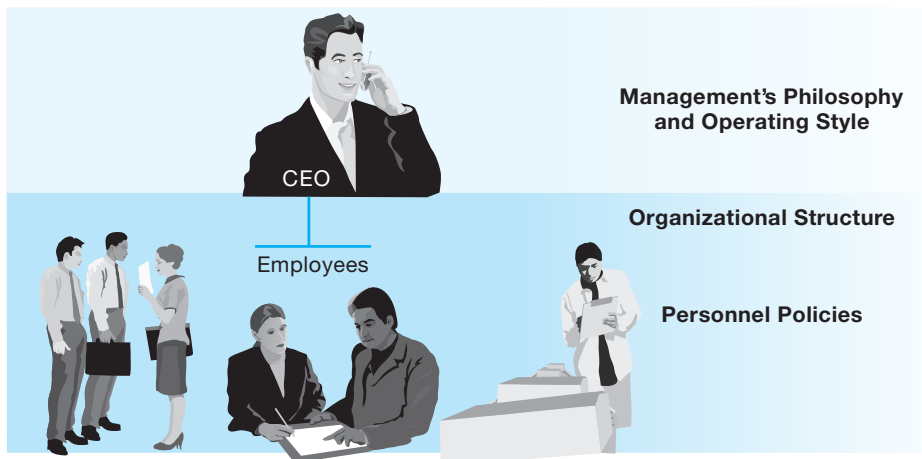 Management’s Philosophy
and Operating Style
CEO
Organizational Structure
Employees
Personnel Policies